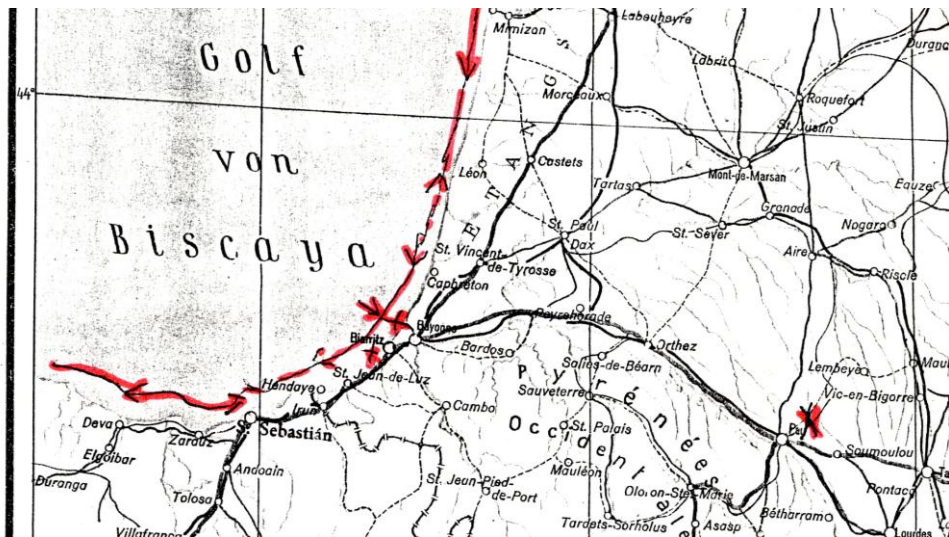 Labouheyre
Mimizan
Golf
Labrit
44°
Morceaux
Roquefort
St. Justin
von
Castets
Léon
Mont-de-Marsan
Tartas
Eauze
Grenade
Nogaro
St. Paul
Dax
St. Sever
Biscaya
St. Vincent-
de-Tyrosse
Aire
Riscle
Capbreton
ETANGS
Peyrehorade
Bayonne
Biarritz
Bardos
Orthez
Salies-de-Béarn
Lembeye
St. Jean-de-Luz
Hendaye
Pyrénées
Sauveterre
Vic-en-Bigorre
Irun
Cambo
Deva
S. Sebastián
Zarauz
St. Palais
Occidentales
Pau
Elgóibar
Soumoulou
Mauléon
Andoain
Duranga
St. Jean-Pied-
de-Port
Oloron-Ste-Marie
Pontacq
Tolosa
Bétharram
Tardets-Sorholus
Asasp
Villafranca
Lourdes